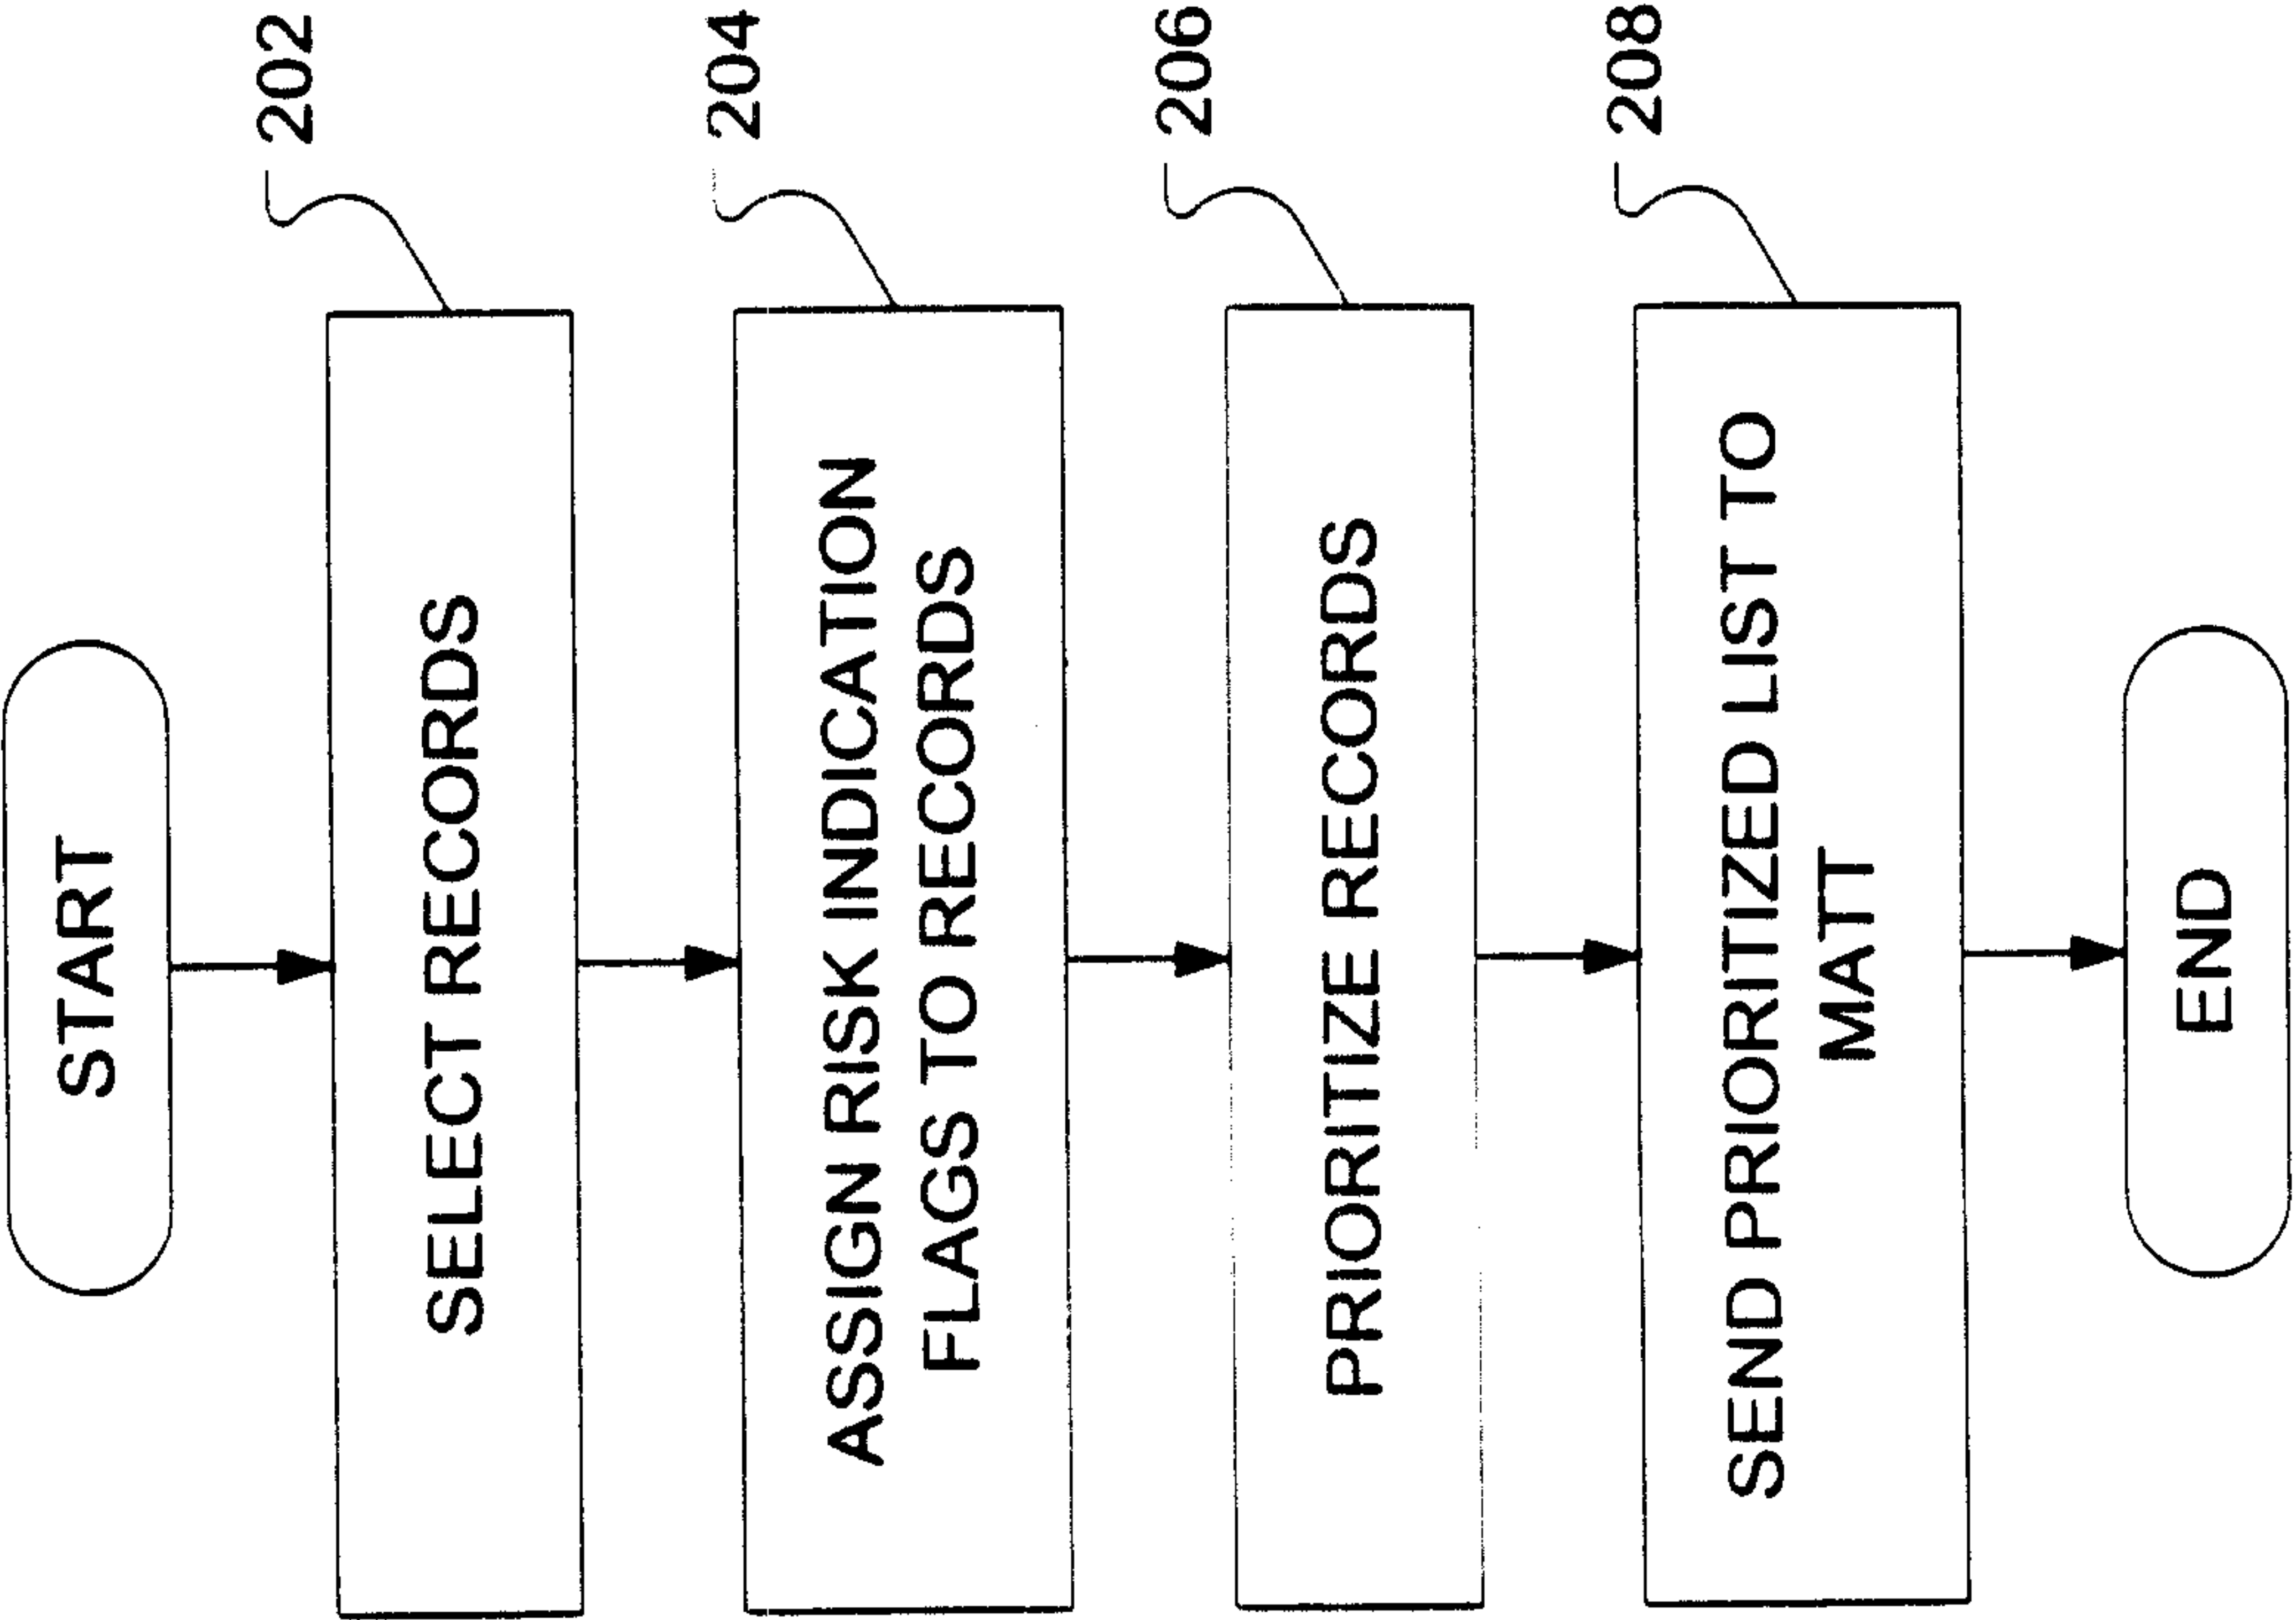 START
202
SELECT RECORDS
204
ASSIGN RISK INDICATION
FLAGS TO RECORDS
206
PRIORITIZE RECORDS
208
SEND PRIORITIZED LIST TO
MATT
END